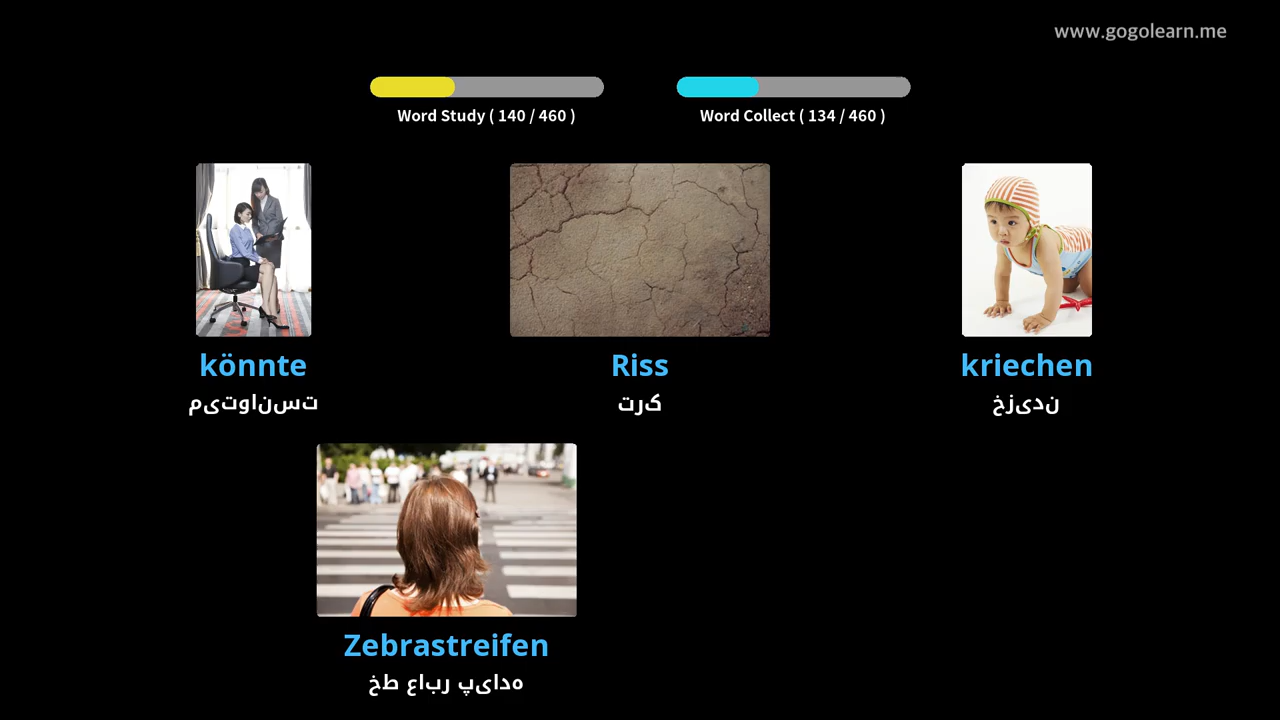 www.gogolearn.me
Word Study ( 140 / 460 )
Word Collect ( 134 / 460 )
könnte
میتوانست
Riss
ترک
kriechen
خزیدن
Zebrastreifen
خط عابر پیاده